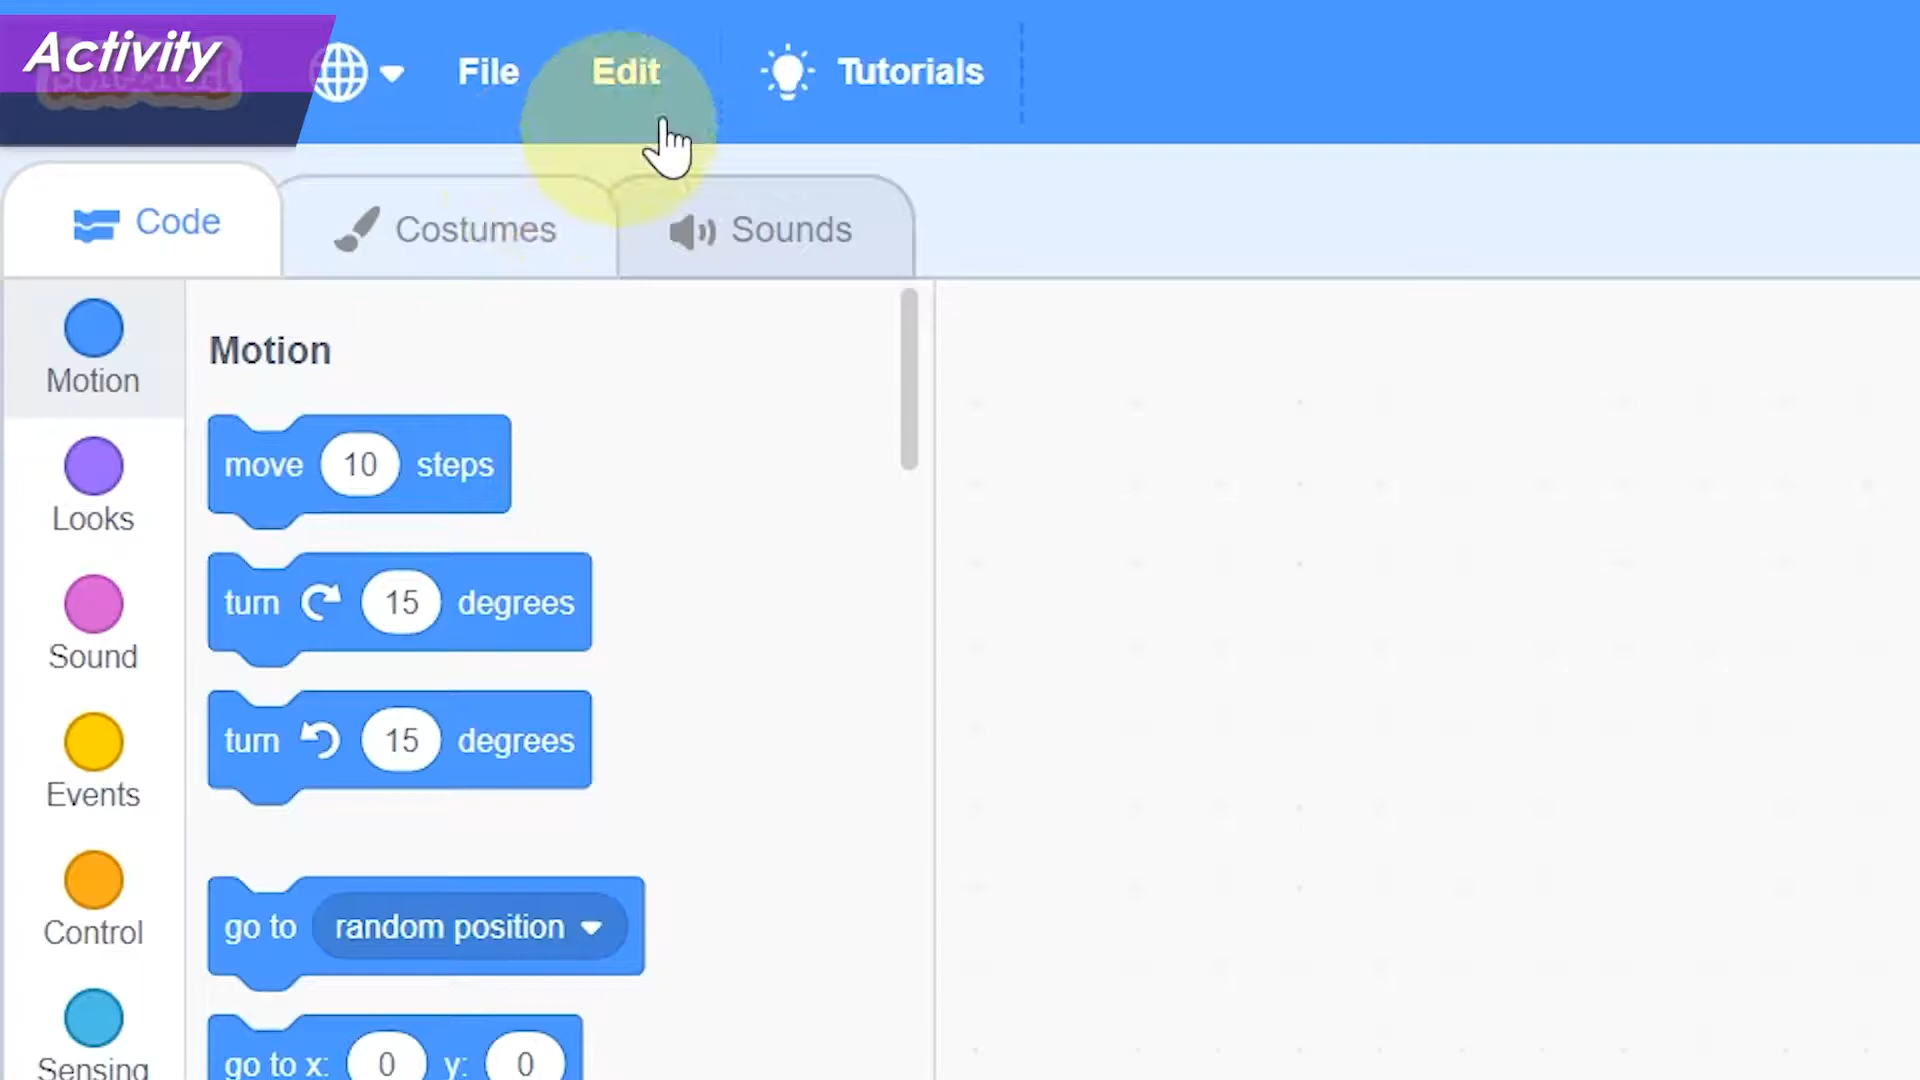 Activity
File Edit Tutorials
Code Costumes Sounds
Motion
Motion
Looks
Sound
Events
Control
Sensing
move 10 steps
turn 15 degrees
turn 15 degrees
go to random position
go to x: 0 y: 0